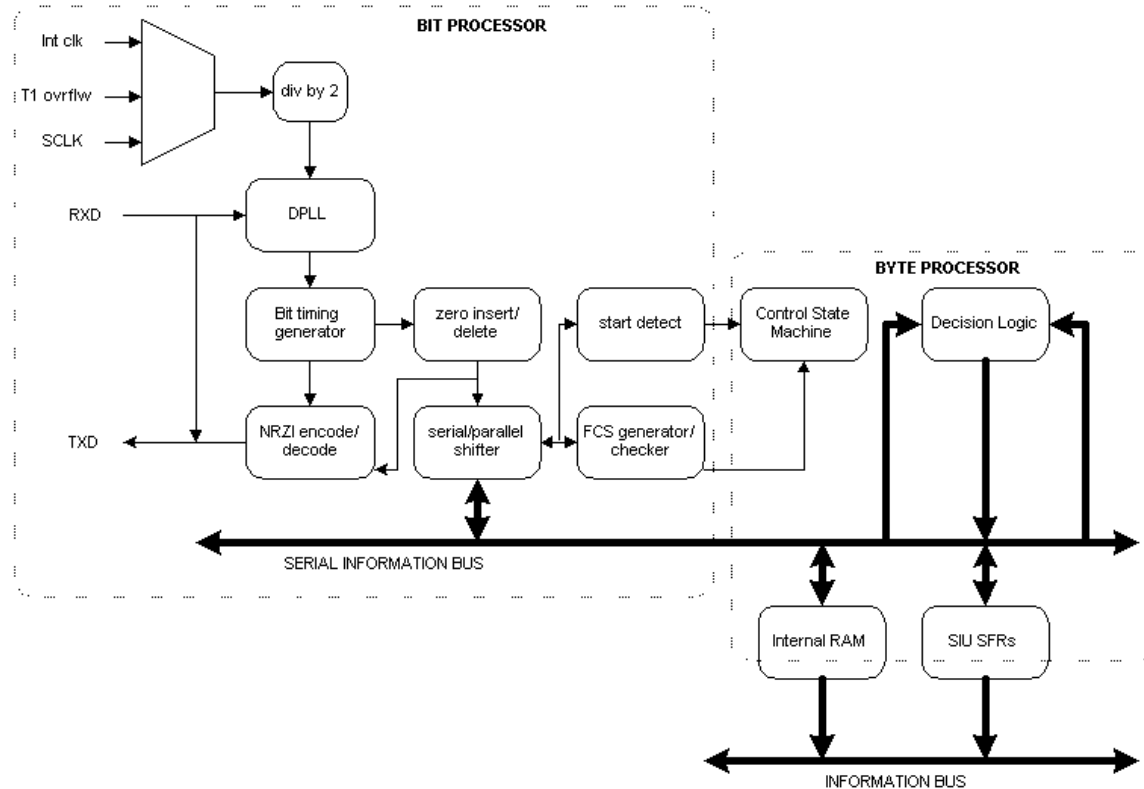 BIT PROCESSOR
Int clk
T1 ovrflw
SCLK
div by 2
RXD
DPLL
BYTE PROCESSOR
Bit timing
generator
zero insert/
delete
start detect
Control State
Machine
Decision Logic
TXD
NRZI encode/
decode
serial/parallel
shifter
FCS generator/
checker
SERIAL INFORMATION BUS
Internal RAM
SIU SFRs
INFORMATION BUS